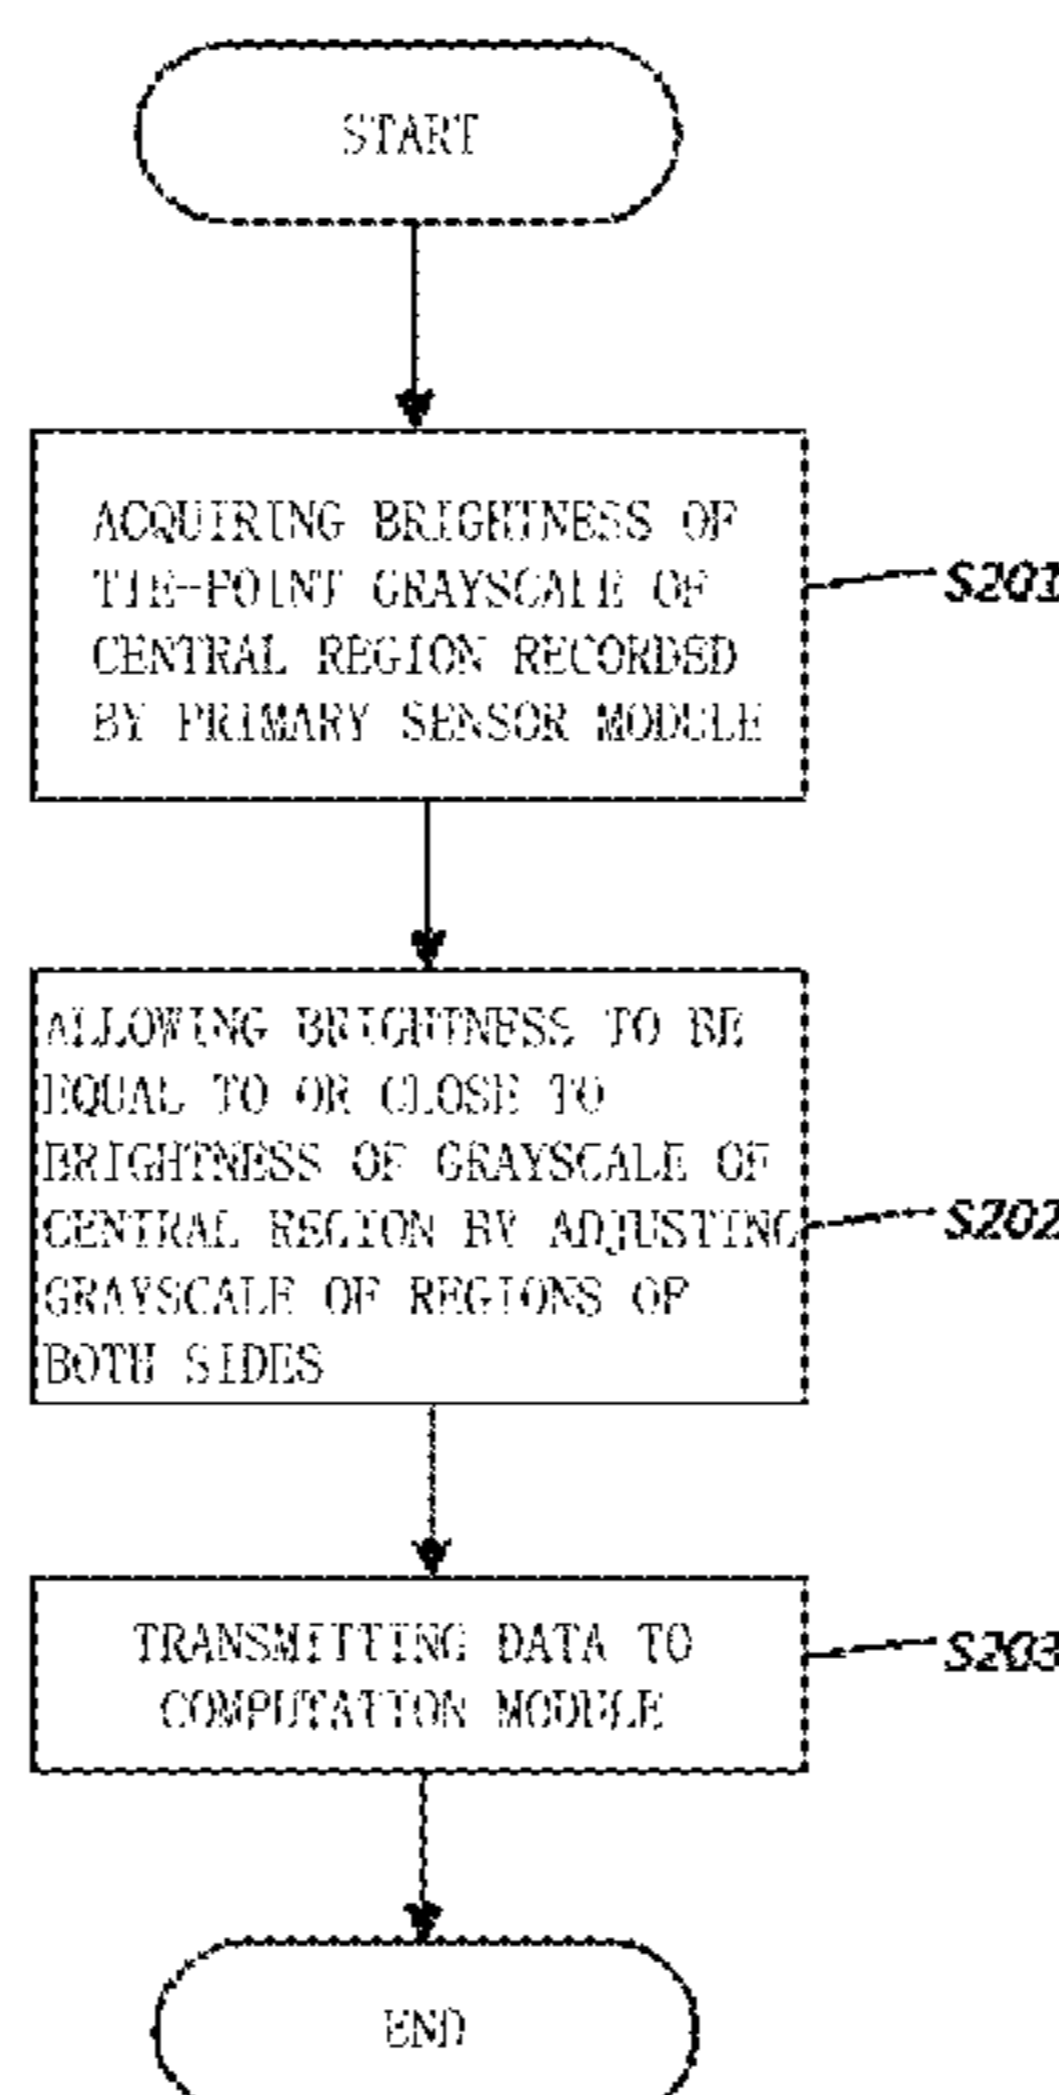 START
ACQUIRING BRIGHTNESS OF
TIE-POINT GRAYSCALE OF
CENTRAL REGION RECORDED
BY PRIMARY SENSOR MODULE
S201
ALLOWING BRIGHTNESS TO BE
EQUAL TO OR CLOSE TO
BRIGHTNESS OF GRAYSCALE OF
CENTRAL REGION BY ADJUSTING
GRAYSCALE OF REGIONS OF
BOTH SIDES
S202
TRANSMITTING DATA TO
COMPUTATION MODULE
S203
END